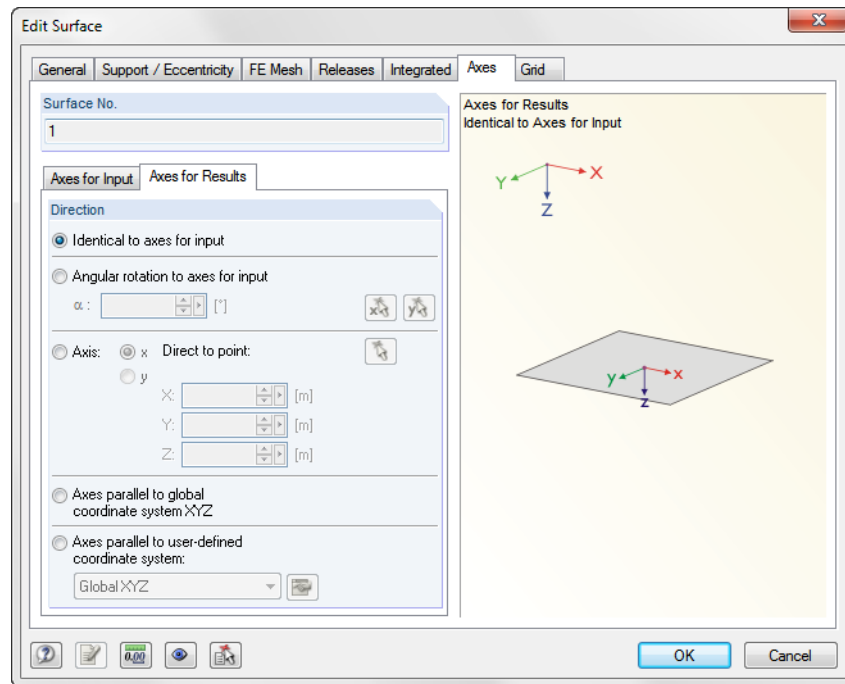 Edit Surface
General Support / Eccentricity FE Mesh Releases Integrated Axes Grid
Surface No.
1
Axes for Input Axes for Results
Direction
Identical to axes for input
Angular rotation to axes for input
α : [°]
x y
Axis: x Direct to point:
y
X: [m]
Y: [m]
Z: [m]
Axes parallel to global
coordinate system XYZ
Axes parallel to user-defined
coordinate system:
Global XYZ
Axes for Results
Identical to Axes for Input
Y X
Z
y x
z
0.00
OK Cancel